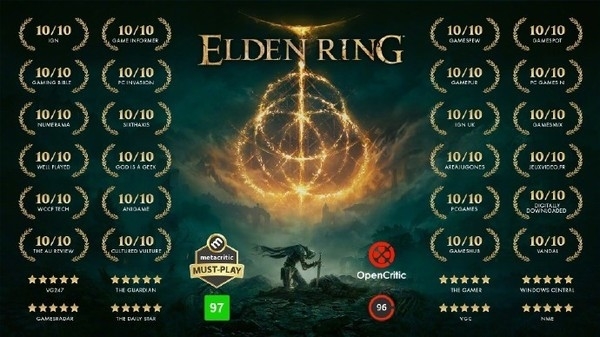 ELDEN RING
10/10
IGN
10/10
GAME INFORMER
10/10
GAMING BIBLE
10/10
PC INVASION
10/10
NUMERAMA
10/10
SIXTHAXIS
10/10
WELL PLAYED
10/10
GOD IS A GEEK
10/10
WCCF TECH
10/10
ANIGAME
10/10
THE AU REVIEW
10/10
CULTURED VULTURE
★★★★★
VG247
★★★★★
THE GUARDIAN
★★★★★
GAMESRADAR
★★★★★
THE DAILY STAR
metacritic
MUST-PLAY
97
OpenCritic
96
10/10
GAMESPEW
10/10
GAMESPOT
10/10
GAMEPUR
10/10
PC GAMES N
10/10
IGN UK
10/10
GAMESMIX
10/10
AREAJUGONES
10/10
JEUXVIDEO.FR
10/10
PCGAMES
10/10
DIGITALLY
DOWNLOADED
10/10
GAMESHUB
10/10
VANDAL
★★★★★
THE GAMER
★★★★★
WINDOWS CENTRAL
★★★★★
VGC
★★★★★
NME